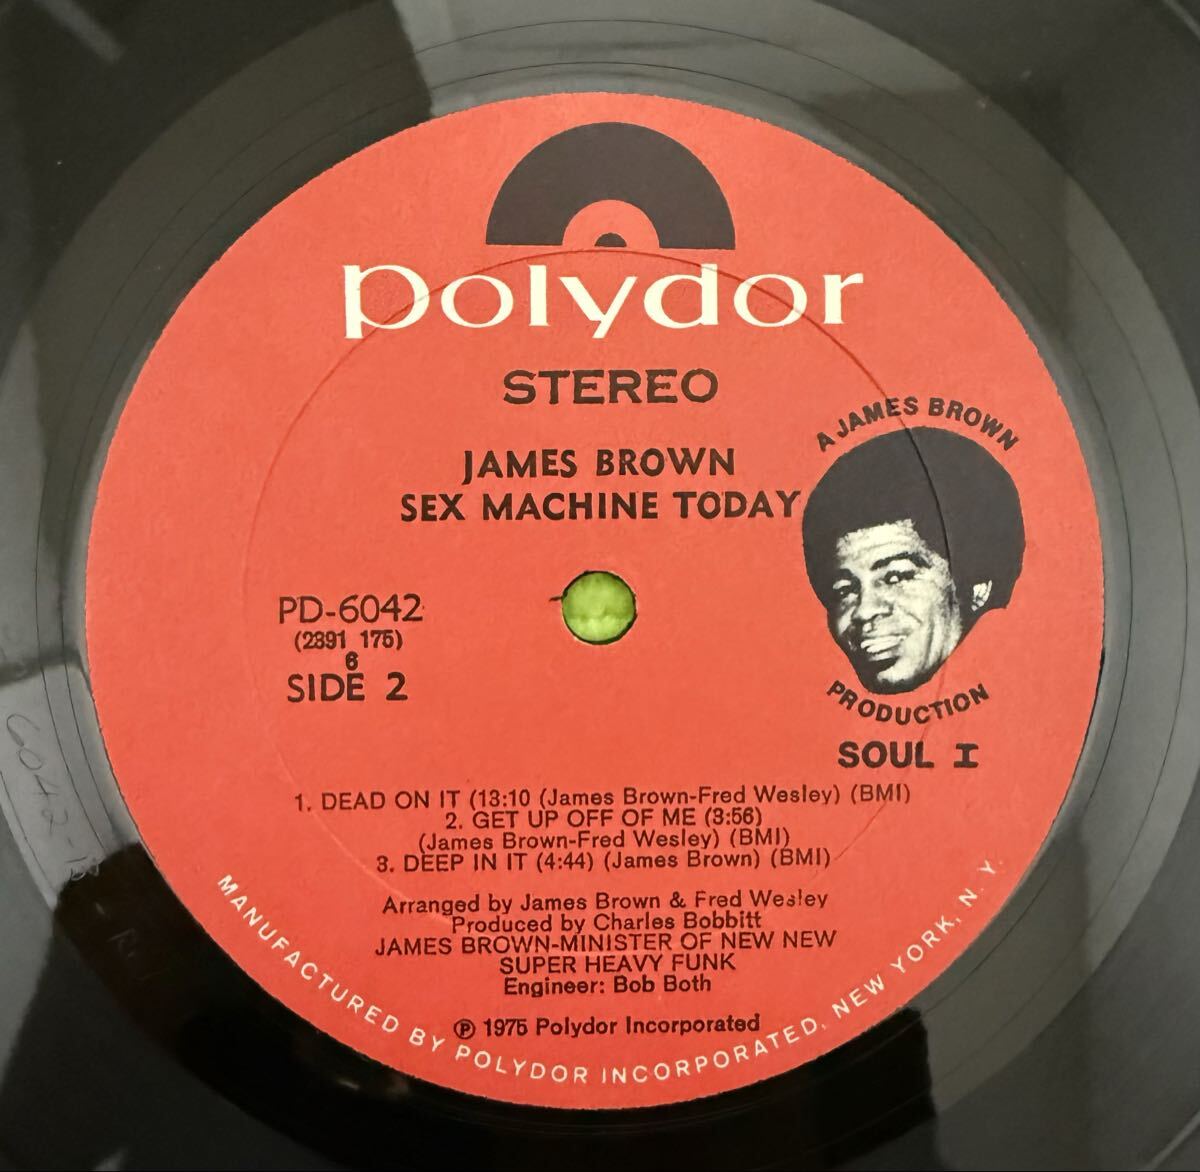 polydor
STEREO
JAMES BROWN
SEX MACHINE TODAY
A JAMES BROWN
PRODUCTION
SOUL I
PD-6042
(2391 175)
6
SIDE 2
1. DEAD ON IT (13:10 (James Brown-Fred Wesley) (BMI)
2. GET UP OFF OF ME (3:56)
(James Brown-Fred Wesley) (BMI)
3. DEEP IN IT (4:44) (James Brown) (BMI)
Arranged by James Brown & Fred Wesley
Produced by Charles Bobbitt
JAMES BROWN-MINISTER OF NEW NEW
SUPER HEAVY FUNK
Engineer: Bob Both
℗ 1975 Polydor Incorporated
MANUFACTURED BY POLYDOR INCORPORATED, NEW YORK, N. Y.
6042-